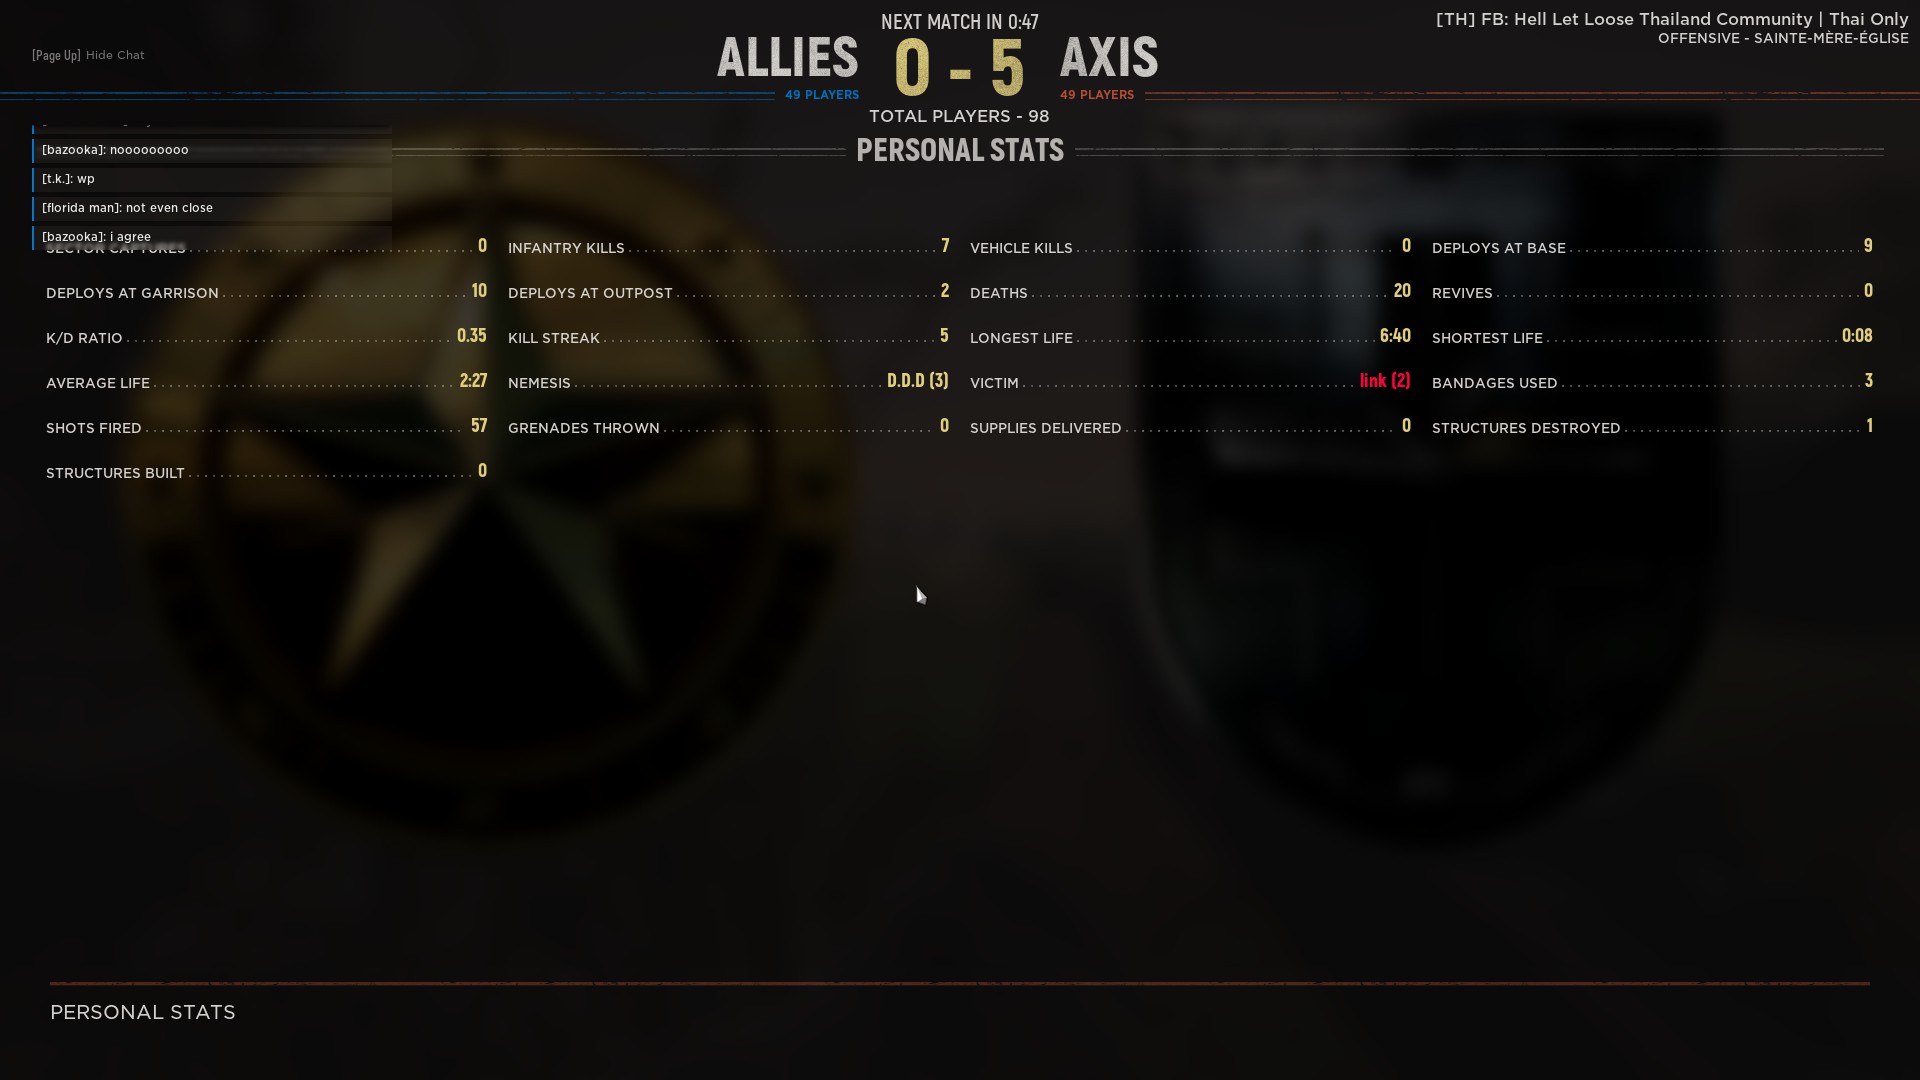 NEXT MATCH IN 0:47
[TH] FB: Hell Let Loose Thailand Community | Thai Only
OFFENSIVE - SAINTE-MÈRE-ÉGLISE
[Page Up] Hide Chat
ALLIES 0 - 5 AXIS
49 PLAYERS 49 PLAYERS
TOTAL PLAYERS - 98
PERSONAL STATS
[bazooka]: nooooooooo
[t.k.]: wp
[florida man]: not even close
[bazooka]: i agree
SECTOR CAPTURES 0 INFANTRY KILLS 7 VEHICLE KILLS 0 DEPLOYS AT BASE 9
DEPLOYS AT GARRISON 10 DEPLOYS AT OUTPOST 2 DEATHS 20 REVIVES 0
K/D RATIO 0.35 KILL STREAK 5 LONGEST LIFE 6:40 SHORTEST LIFE 0:08
AVERAGE LIFE 2:27 NEMESIS D.D.D (3) VICTIM link (2) BANDAGES USED 3
SHOTS FIRED 57 GRENADES THROWN 0 SUPPLIES DELIVERED 0 STRUCTURES DESTROYED 1
STRUCTURES BUILT 0
PERSONAL STATS